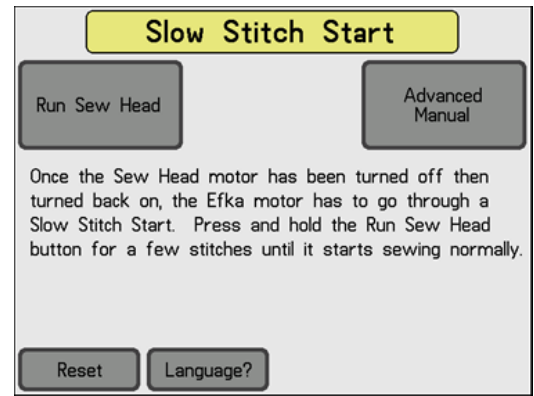 Slow Stitch Start
Run Sew Head
Advanced
Manual
Once the Sew Head motor has been turned off then
turned back on, the Efka motor has to go through a
Slow Stitch Start. Press and hold the Run Sew Head
button for a few stitches until it starts sewing normally.
Reset
Language?